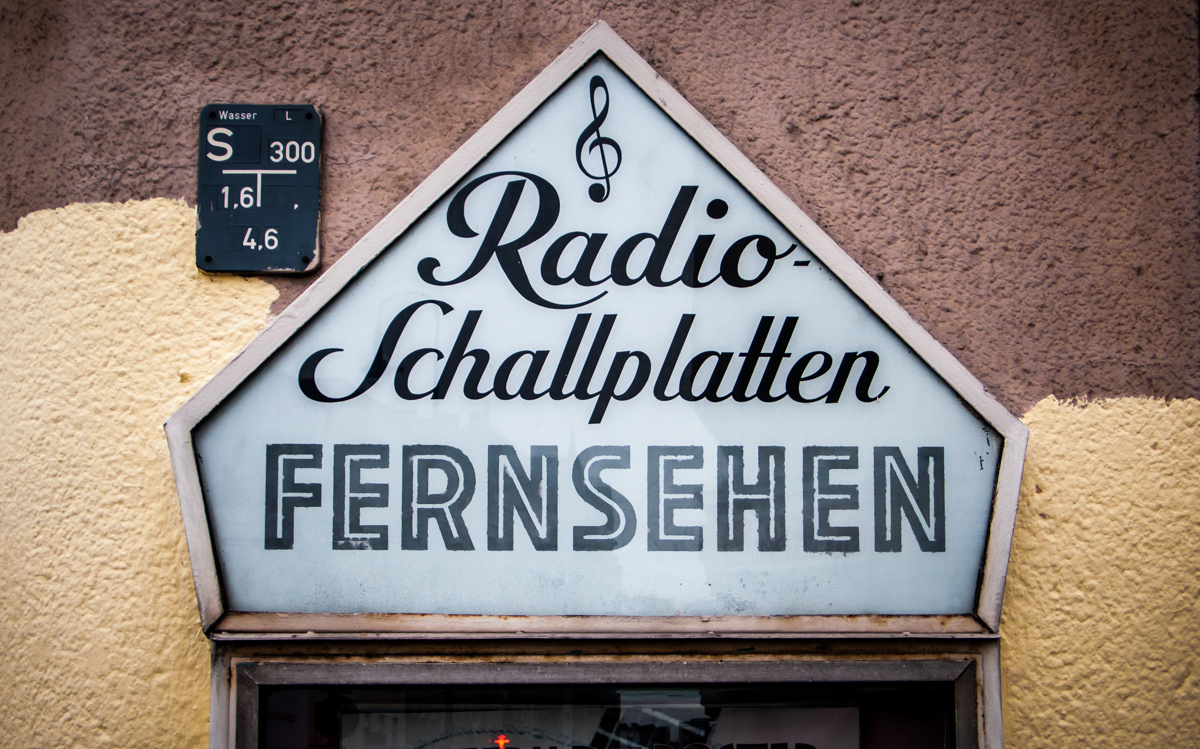 Wasser L
S 300
1,6 ,
4,6
Radio-
Schallplatten
FERNSEHEN